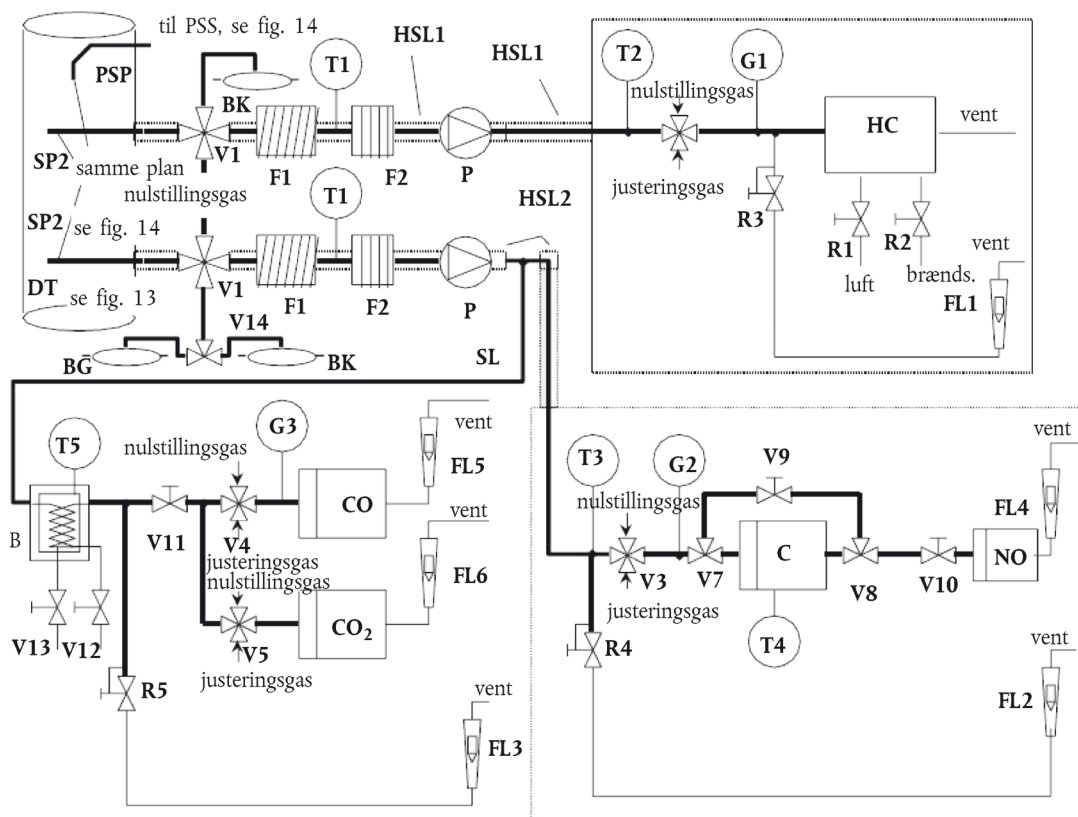 til PSS, se fig. 14
PSP
BK
T1
HSL1
HSL1
T2
nulstillingsgas
G1
HC
vent
SP2
samme plan
V1
nulstillingsgas
F1
F2
P
justeringsgas
R3
R1
R2
luft
brænds.
vent
FL1
T1
HSL2
SP2
se fig. 14
DT
se fig. 13
V1
F1
F2
P
V14
BG
BK
SL
vent
G3
nulstillingsgas
FL5
T5
CO
B
V11
V4
justeringsgas
nulstillingsgas
vent
FL6
CO2
V13
V12
V5
justeringsgas
R5
vent
FL3
T3
G2
V9
vent
nulstillingsgas
FL4
C
NO
V3
V7
V8
V10
justeringsgas
R4
T4
vent
FL2